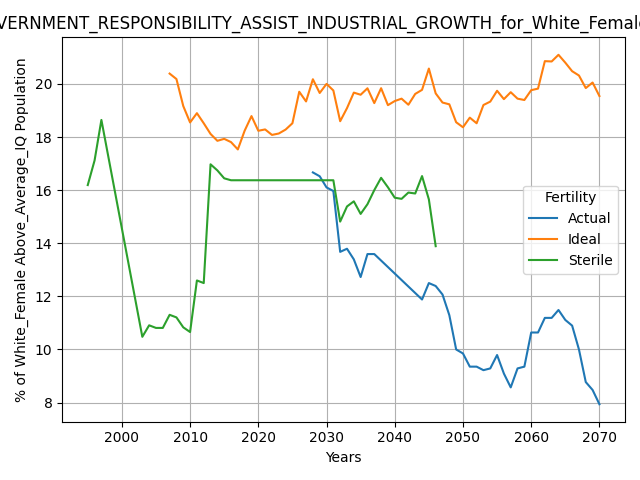 VERNMENT_RESPONSIBILITY_ASSIST_INDUSTRIAL_GROWTH_for_White_Female
% of White_Female Above_Average_IQ Population
20
18
16
14
12
10
8
Fertility
Actual
Ideal
Sterile
2000 2010 2020 2030 2040 2050 2060 2070
Years